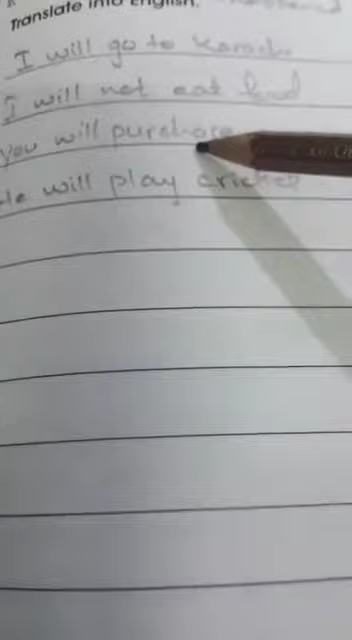 Translate into English.
I will go to Karachi
I will not eat food
You will purchase
He will play cricket